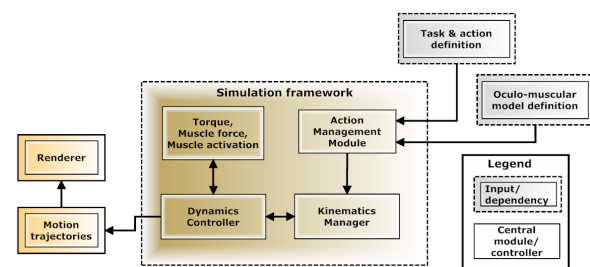 Task & action
definition
Simulation framework
Oculo-muscular
model definition
Torque,
Muscle force,
Muscle activation
Action
Management
Module
Renderer
Legend
Input/
dependency
Motion
trajectories
Dynamics
Controller
Kinematics
Manager
Central
module/
controller